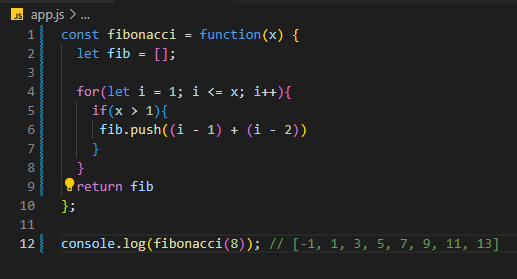 JS app.js > ...
1 const fibonacci = function(x) {
2 let fib = [];
3
4 for(let i = 1; i <= x; i++){
5 if(x > 1){
6 fib.push((i - 1) + (i - 2))
7 }
8 }
9 return fib
10 };
11
12 console.log(fibonacci(8)); // [-1, 1, 3, 5, 7, 9, 11, 13]